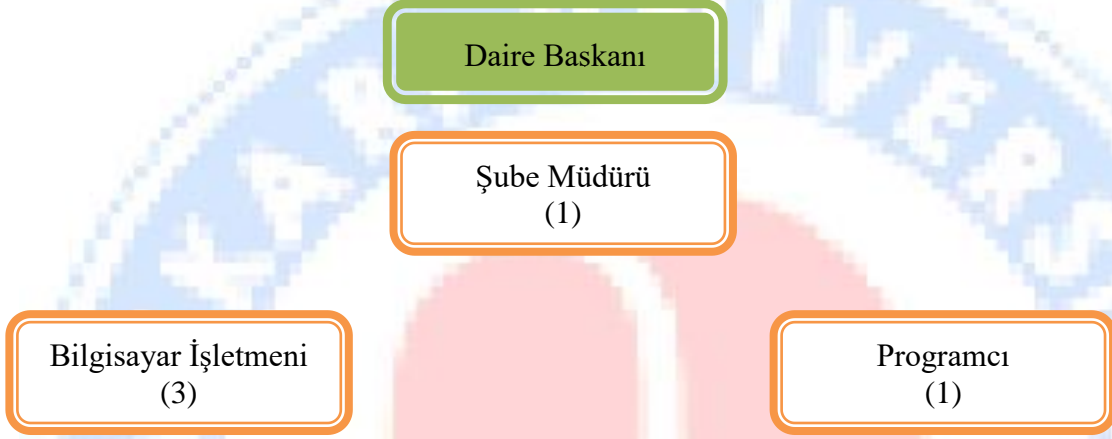 Daire Baskanı
Şube Müdürü
(1)
Bilgisayar İşletmeni
(3)
Programcı
(1)